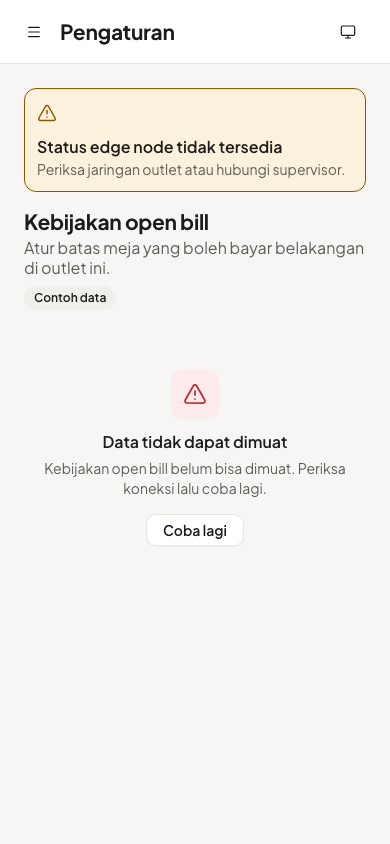 Pengaturan
Status edge node tidak tersedia
Periksa jaringan outlet atau hubungi supervisor.
Kebijakan open bill
Atur batas meja yang boleh bayar belakangan
di outlet ini.
Contoh data
Data tidak dapat dimuat
Kebijakan open bill belum bisa dimuat. Periksa
koneksi lalu coba lagi.
Coba lagi